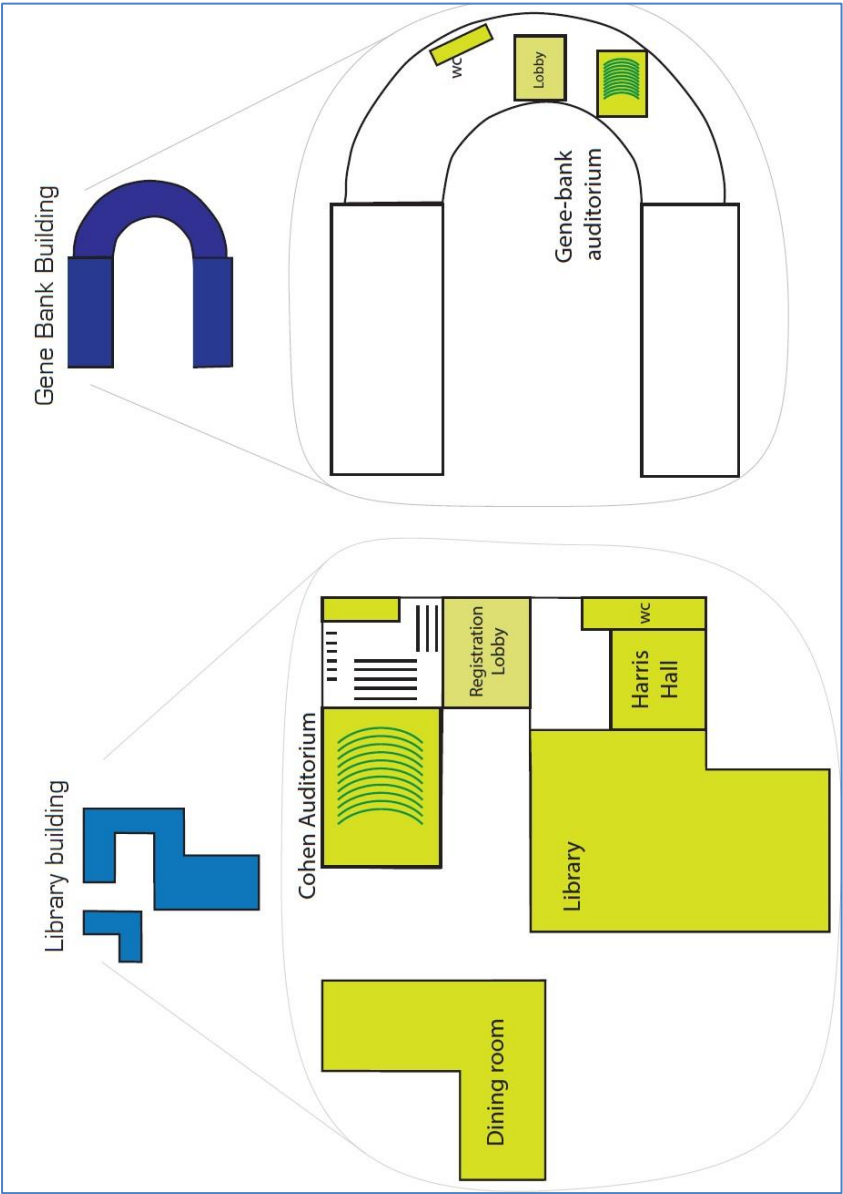 Library building
Gene Bank Building
Cohen Auditorium
Registration
Lobby
wc
Harris
Hall
Library
Dining room
wc
Lobby
Gene-bank
auditorium